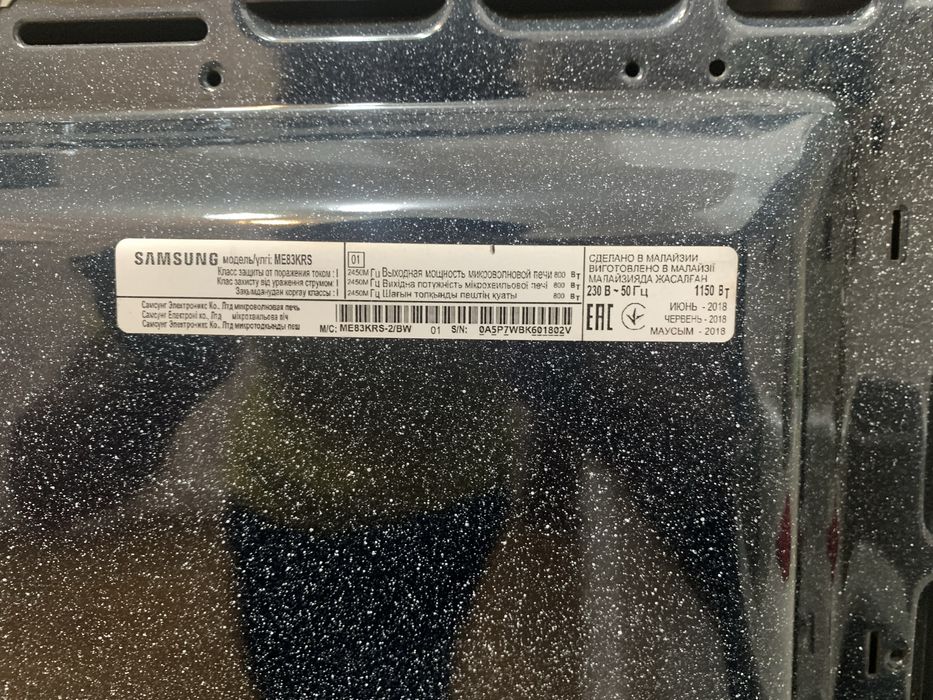 SAMSUNG модель/үлгі: ME83KRS
Класс защиты от поражения током : I
Клас захисту від ураження струмом: I
Зақымданудан қорғау классы : I
Самсунг Электроникс Ко., Лтд микроволновая печь
Самсунг Електроніс Ко., Лтд мікрохвильова піч
Самсунг Электроникс Ко., Лтд микротолқынды пеш
01
2450М Гц Выходная мощность микроволновой печи 800 Вт
2450М Гц Вихідна потужність мікрохвильової печі 800 Вт
2450М Гц Шағын толқынды пештің қуаты 800 Вт
M/C: ME83KRS-2/BW 01 S/N: 0A5P7WBK601802V
СДЕЛАНО В МАЛАЙЗИИ
ВИГОТОВЛЕНО В МАЛАЙЗІЇ
МАЛАЙЗИЯДА ЖАСАЛҒАН
230 В ~ 50 Гц 1150 Вт
EAC
ИЮНЬ - 2018
ЧЕРВЕНЬ - 2018
МАУСЫМ - 2018